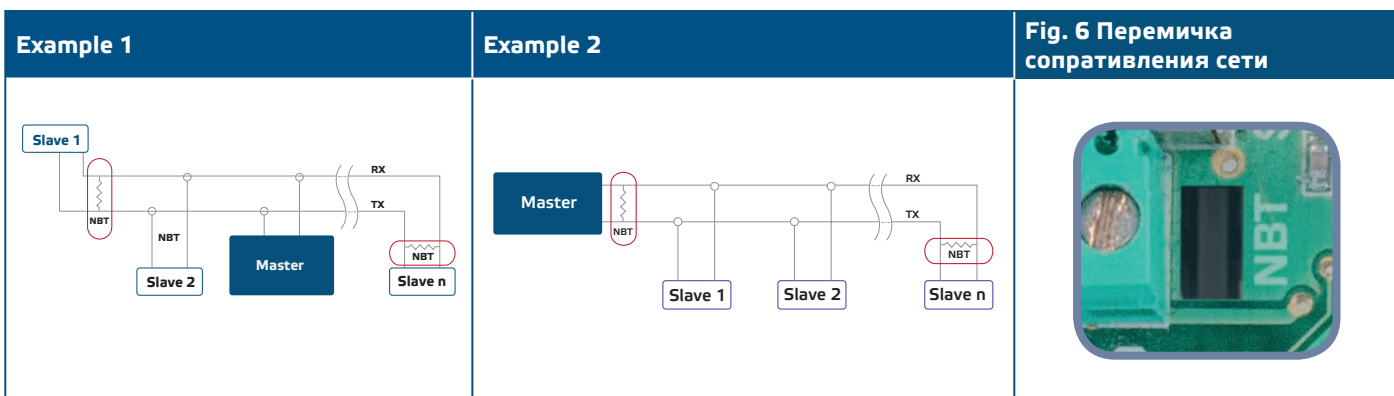 Example 1
Slave 1
RX
TX
NBT
NBT
NBT
Slave 2
Master
Slave n
Example 2
Master
RX
TX
NBT
NBT
Slave 1
Slave 2
Slave n
Fig. 6 Перемичка
сопративления сети
NBT